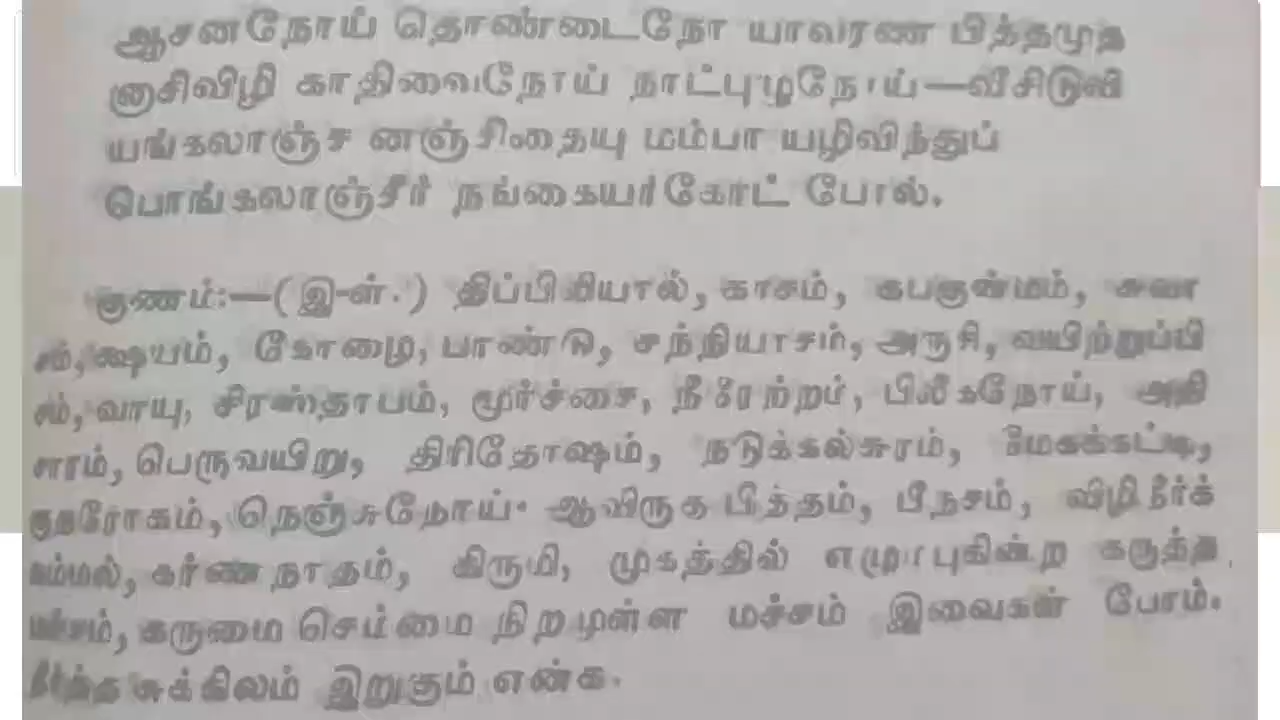 ஆசனநோய் தொண்டைநோ யாவரண பித்தமுத
னாசிவிழி காதிவைநோய் நாட்புழுநோய்—வீசிடுவி
யங்கலாஞ்ச னஞ்சிதையு மம்பா யழிவிந்துப்
பொங்கலாஞ்சீர் நங்கையர்கோட் போல்.
குணம்:—(இ-ள்.) திப்பிலியால், காசம், கபகுன்மம்,
க்ஷயம், கோழை, பாண்டு, சந்நியாசம், அருசி, வயிற்றுப்பி
சம், வாயு, சிரஸ்தாபம், மூர்ச்சை, நீரேற்றம், பிலீகநோய், அதி
சாரம், பெருவயிறு, திரிதோஷம், நடுக்கல்சுரம், மேகக்கட்டி,
குதரோகம், நெஞ்சுநோய். ஆவிருத பித்தம், பீநசம், விழிநீர்க்
கம்மல், கர்ணநாதம், கிருமி, முகத்தில் எழும்புகின்ற கருத்த
மச்சம், கருமை செம்மை நிறமுள்ள மச்சம் இவைகள் போம்.
சுக்கிலம் இறுகும் என்க.